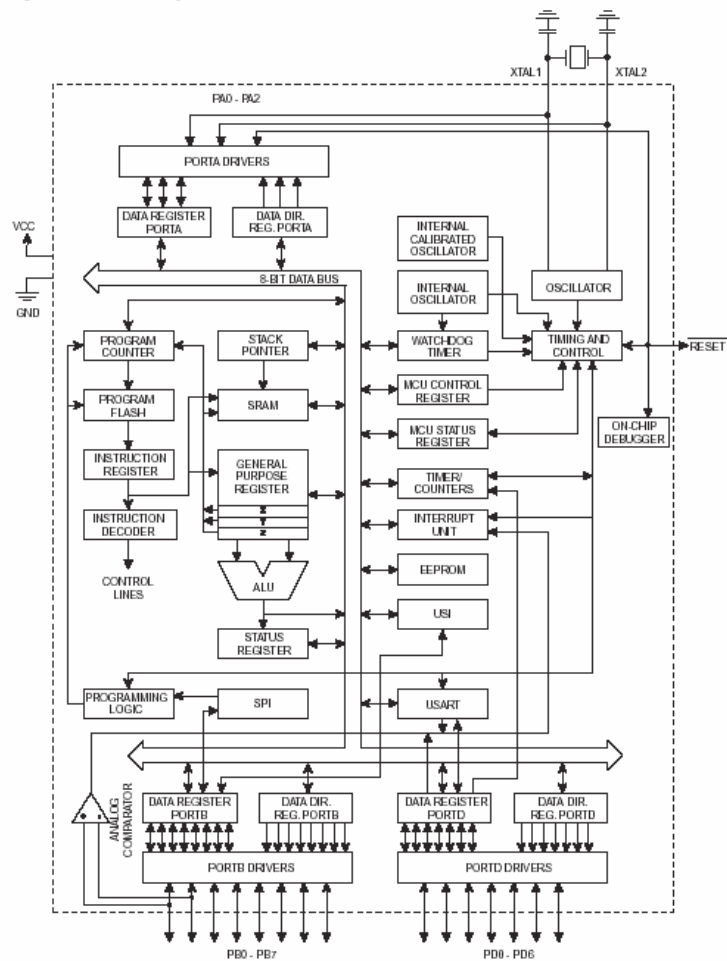 XTAL1
XTAL2
PA0 - PA2
PORTA DRIVERS
DATA REGISTER
PORTA
DATA DIR.
REG. PORTA
VCC
GND
8-BIT DATA BUS
INTERNAL
CALIBRATED
OSCILLATOR
INTERNAL
OSCILLATOR
OSCILLATOR
PROGRAM
COUNTER
STACK
POINTER
WATCHDOG
TIMER
TIMING AND
CONTROL
RESET
PROGRAM
FLASH
SRAM
MCU CONTROL
REGISTER
MCU STATUS
REGISTER
ON-CHIP
DEBUGGER
INSTRUCTION
REGISTER
GENERAL
PURPOSE
REGISTER
TIMER/
COUNTERS
INSTRUCTION
DECODER
INTERRUPT
UNIT
CONTROL
LINES
ALU
EEPROM
USI
STATUS
REGISTER
PROGRAMMING
LOGIC
SPI
USART
ANALOG
COMPARATOR
DATA REGISTER
PORTB
DATA DIR.
REG. PORTB
DATA REGISTER
PORTD
DATA DIR.
REG. PORTD
PORTB DRIVERS
PORTD DRIVERS
PB0 - PB7
PD0 - PD6